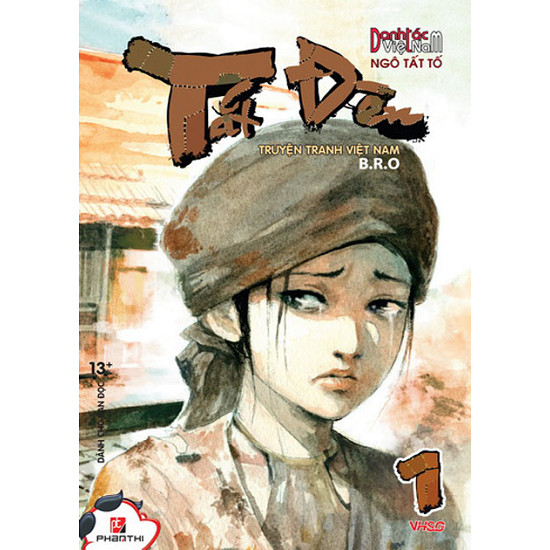 Danh Tác
Việt Nam
NGÔ TẤT TỐ
Tắt Đèn
TRUYỆN TRANH VIỆT NAM
B.R.O
13+
DÀNH CHO BẠN ĐỌC
1
VHSG
PHANTHI